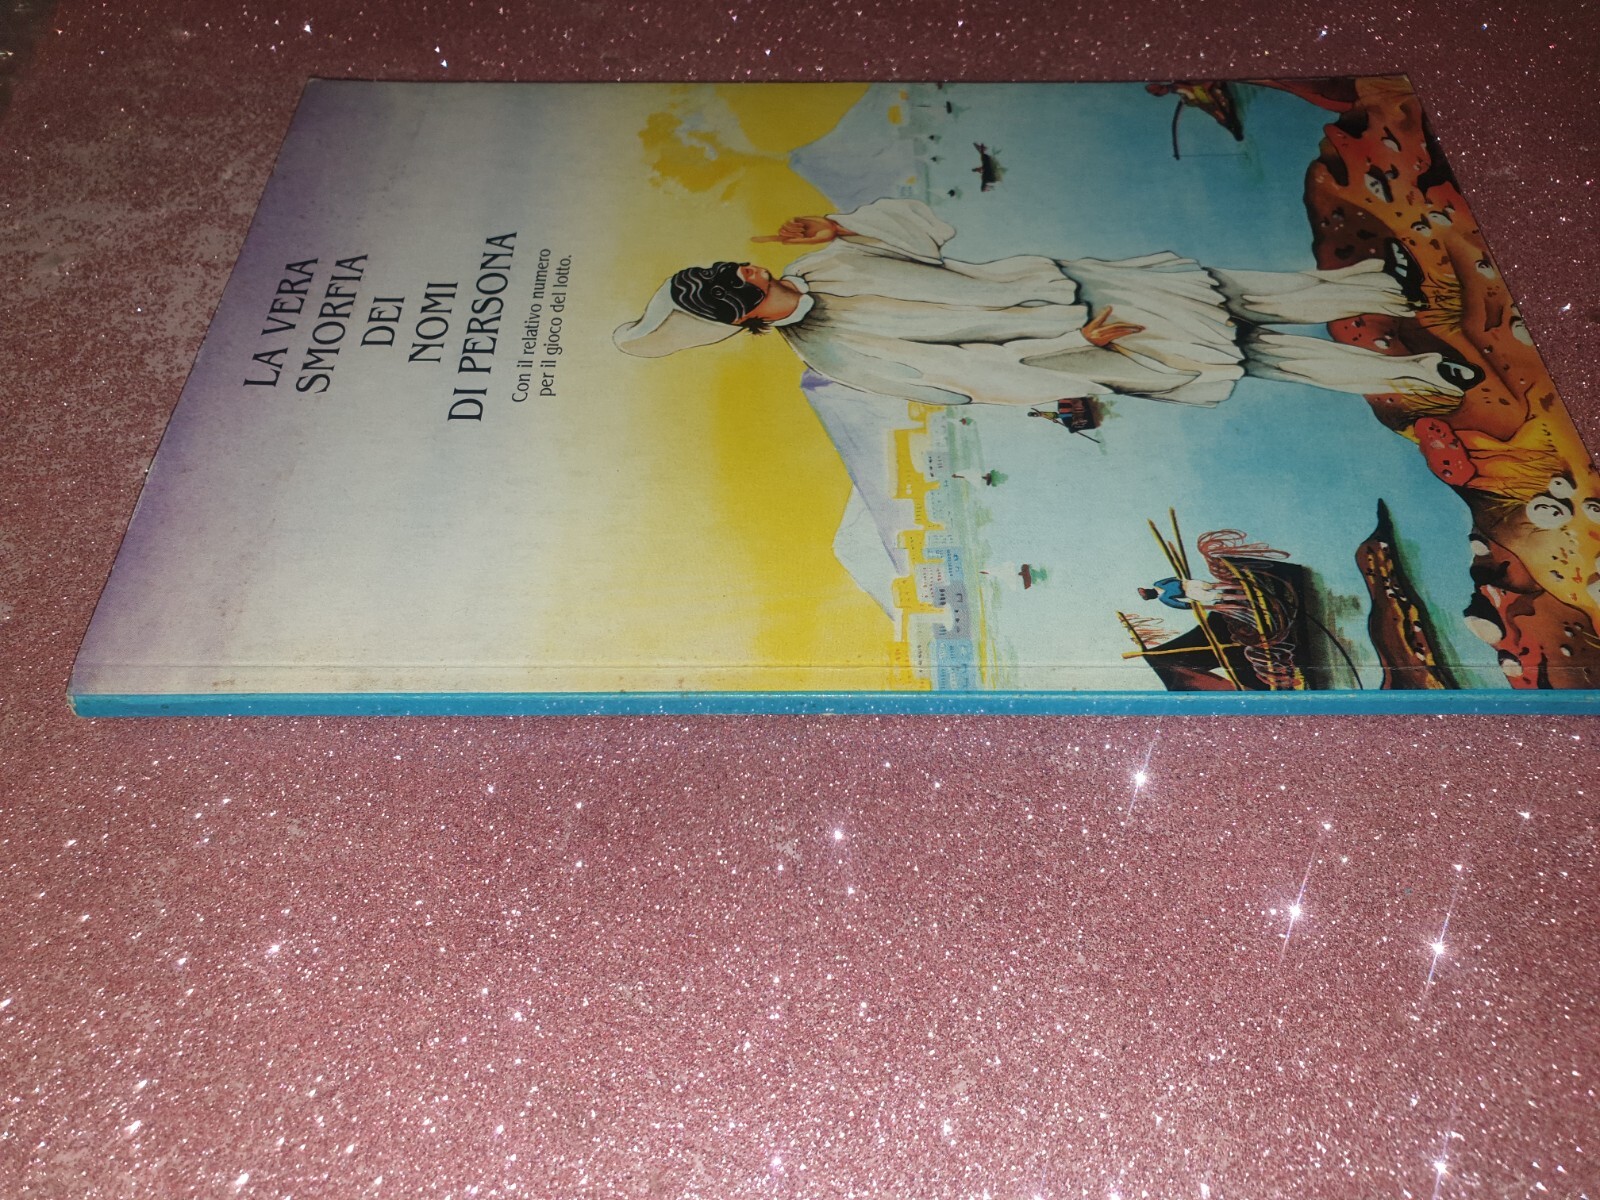 LA VERA
SMORFIA
DEI
NOMI
DI PERSONA
Con il relativo numero
per il gioco del lotto.